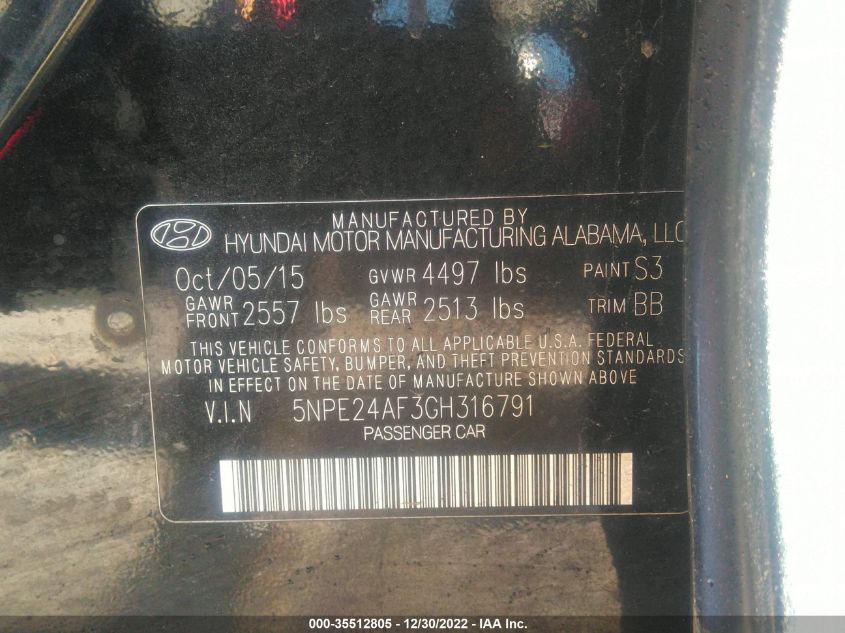 MANUFACTURED BY
HYUNDAI MOTOR MANUFACTURING ALABAMA, LLC
Oct/05/15 GVWR 4497 lbs PAINT S3
GAWR FRONT 2557 lbs GAWR REAR 2513 lbs TRIM BB
THIS VEHICLE CONFORMS TO ALL APPLICABLE U.S.A. FEDERAL
MOTOR VEHICLE SAFETY, BUMPER, AND THEFT PREVENTION STANDARDS
IN EFFECT ON THE DATE OF MANUFACTURE SHOWN ABOVE
V.I.N 5NPE24AF3GH316791
PASSENGER CAR
000-35512805 - 12/30/2022 - IAA Inc.